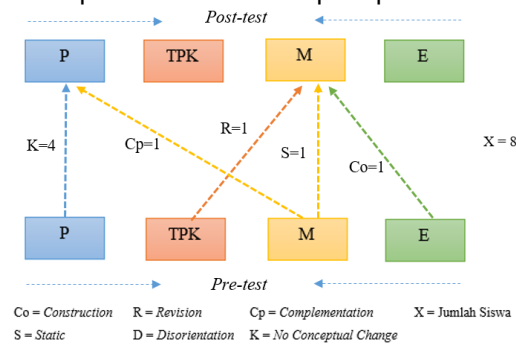 Post-test
P TPK M E
R=1
K=4 Cp=1 S=1 Co=1 X = 8
P TPK M E
Pre-test
Co = Construction R = Revision Cp = Complementation X = Jumlah Siswa
S = Static D = Disorientation K = No Conceptual Change